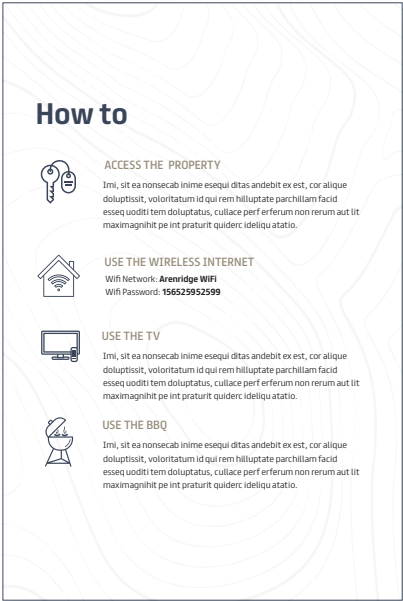 How to
ACCESS THE PROPERTY
Imi, sit ea nonsecab inime esequi ditas andebit ex est, cor alique
doluptissit, voloritatum id qui rem hilluptate parchillam facid
esseq uoditi tem doluptatus, cullace perf erferum non rerum aut lit
maximagnihit pe int praturit quiderc ideliqu atatio.
USE THE WIRELESS INTERNET
Wifi Network: Arenridge WiFi
Wifi Password: 156525952599
USE THE TV
Imi, sit ea nonsecab inime esequi ditas andebit ex est, cor alique
doluptissit, voloritatum id qui rem hilluptate parchillam facid
esseq uoditi tem doluptatus, cullace perf erferum non rerum aut lit
maximagnihit pe int praturit quiderc ideliqu atatio.
USE THE BBQ
Imi, sit ea nonsecab inime esequi ditas andebit ex est, cor alique
doluptissit, voloritatum id qui rem hilluptate parchillam facid
esseq uoditi tem doluptatus, cullace perf erferum non rerum aut lit
maximagnihit pe int praturit quiderc ideliqu atatio.